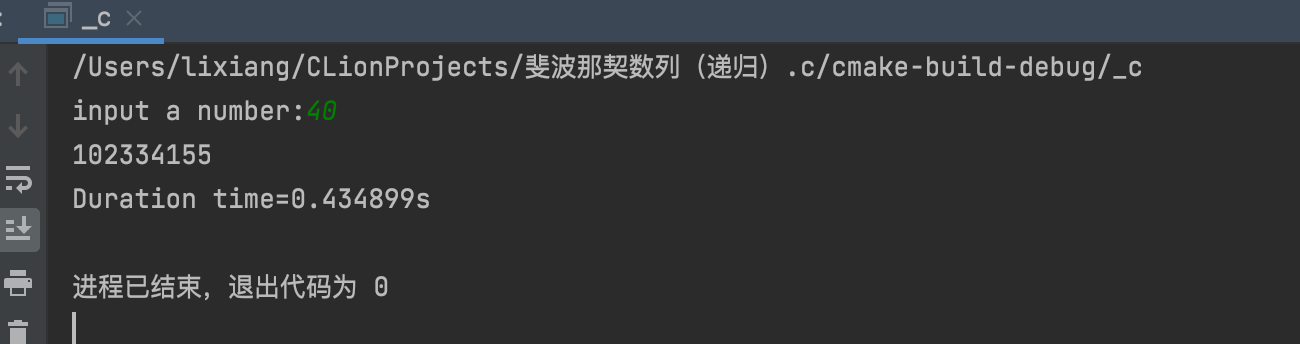 _c
/Users/lixiang/CLionProjects/斐波那契数列（递归）.c/cmake-build-debug/_c
input a number:40
102334155
Duration time=0.434899s
进程已结束，退出代码为 0